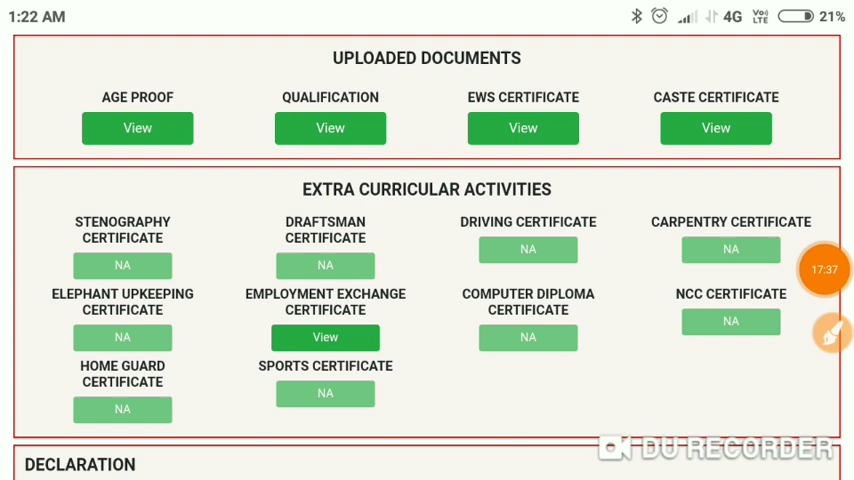 1:22 AM
4G Vo) LTE 21%
UPLOADED DOCUMENTS
AGE PROOF QUALIFICATION EWS CERTIFICATE CASTE CERTIFICATE
View View View View
EXTRA CURRICULAR ACTIVITIES
STENOGRAPHY CERTIFICATE DRAFTSMAN CERTIFICATE DRIVING CERTIFICATE CARPENTRY CERTIFICATE
NA NA NA NA
ELEPHANT UPKEEPING CERTIFICATE EMPLOYMENT EXCHANGE CERTIFICATE COMPUTER DIPLOMA CERTIFICATE NCC CERTIFICATE
NA View NA NA
HOME GUARD CERTIFICATE SPORTS CERTIFICATE
NA NA
17:37
DU RECORDER
DECLARATION